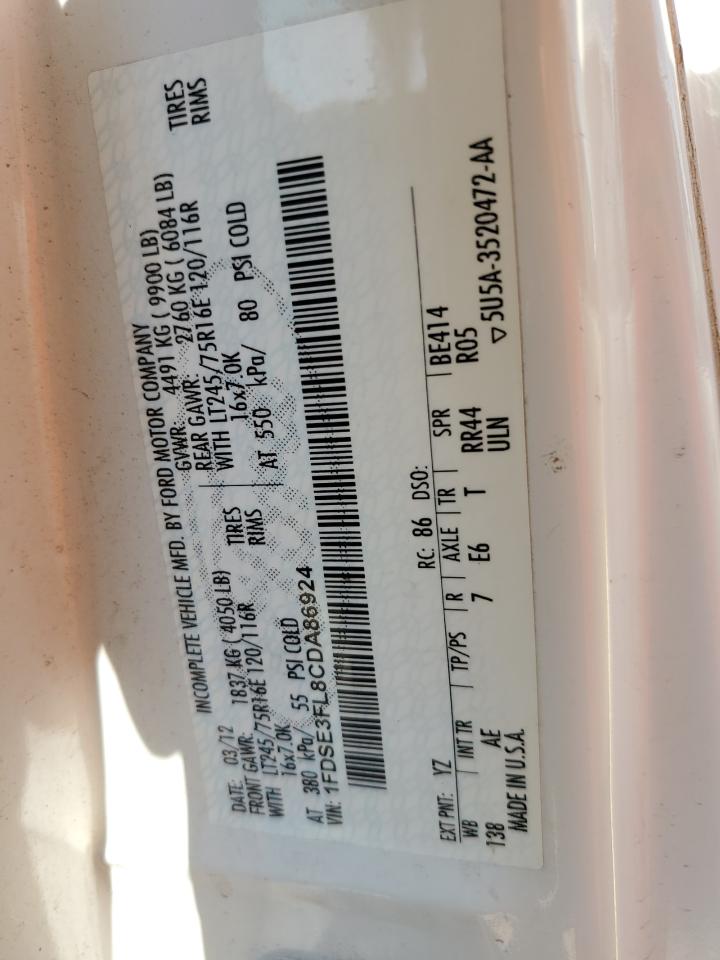 INCOMPLETE VEHICLE MFD. BY FORD MOTOR COMPANY
DATE: 03/12 GVWR: 4491 KG ( 9900 LB)
FRONT GAWR: 1837 KG ( 4050 LB) REAR GAWR: 2760 KG ( 6084 LB)
WITH LT245/75R16E 120/116R TIRES WITH LT245/75R16E 120/116R TIRES
16x7.0K RIMS 16x7.0K RIMS
AT 380 kPa/ 55 PSI COLD AT 550 kPa/ 80 PSI COLD
VIN: 1FDSE3FL8CDA86924
EXT PNT: YZ RC: 86 DSO:
WB INT TR TP/PS R AXLE TR SPR BE414
138 AE 7 E6 T RR44 R05
MADE IN U.S.A. ULN
▽5U5A-3520472-AA